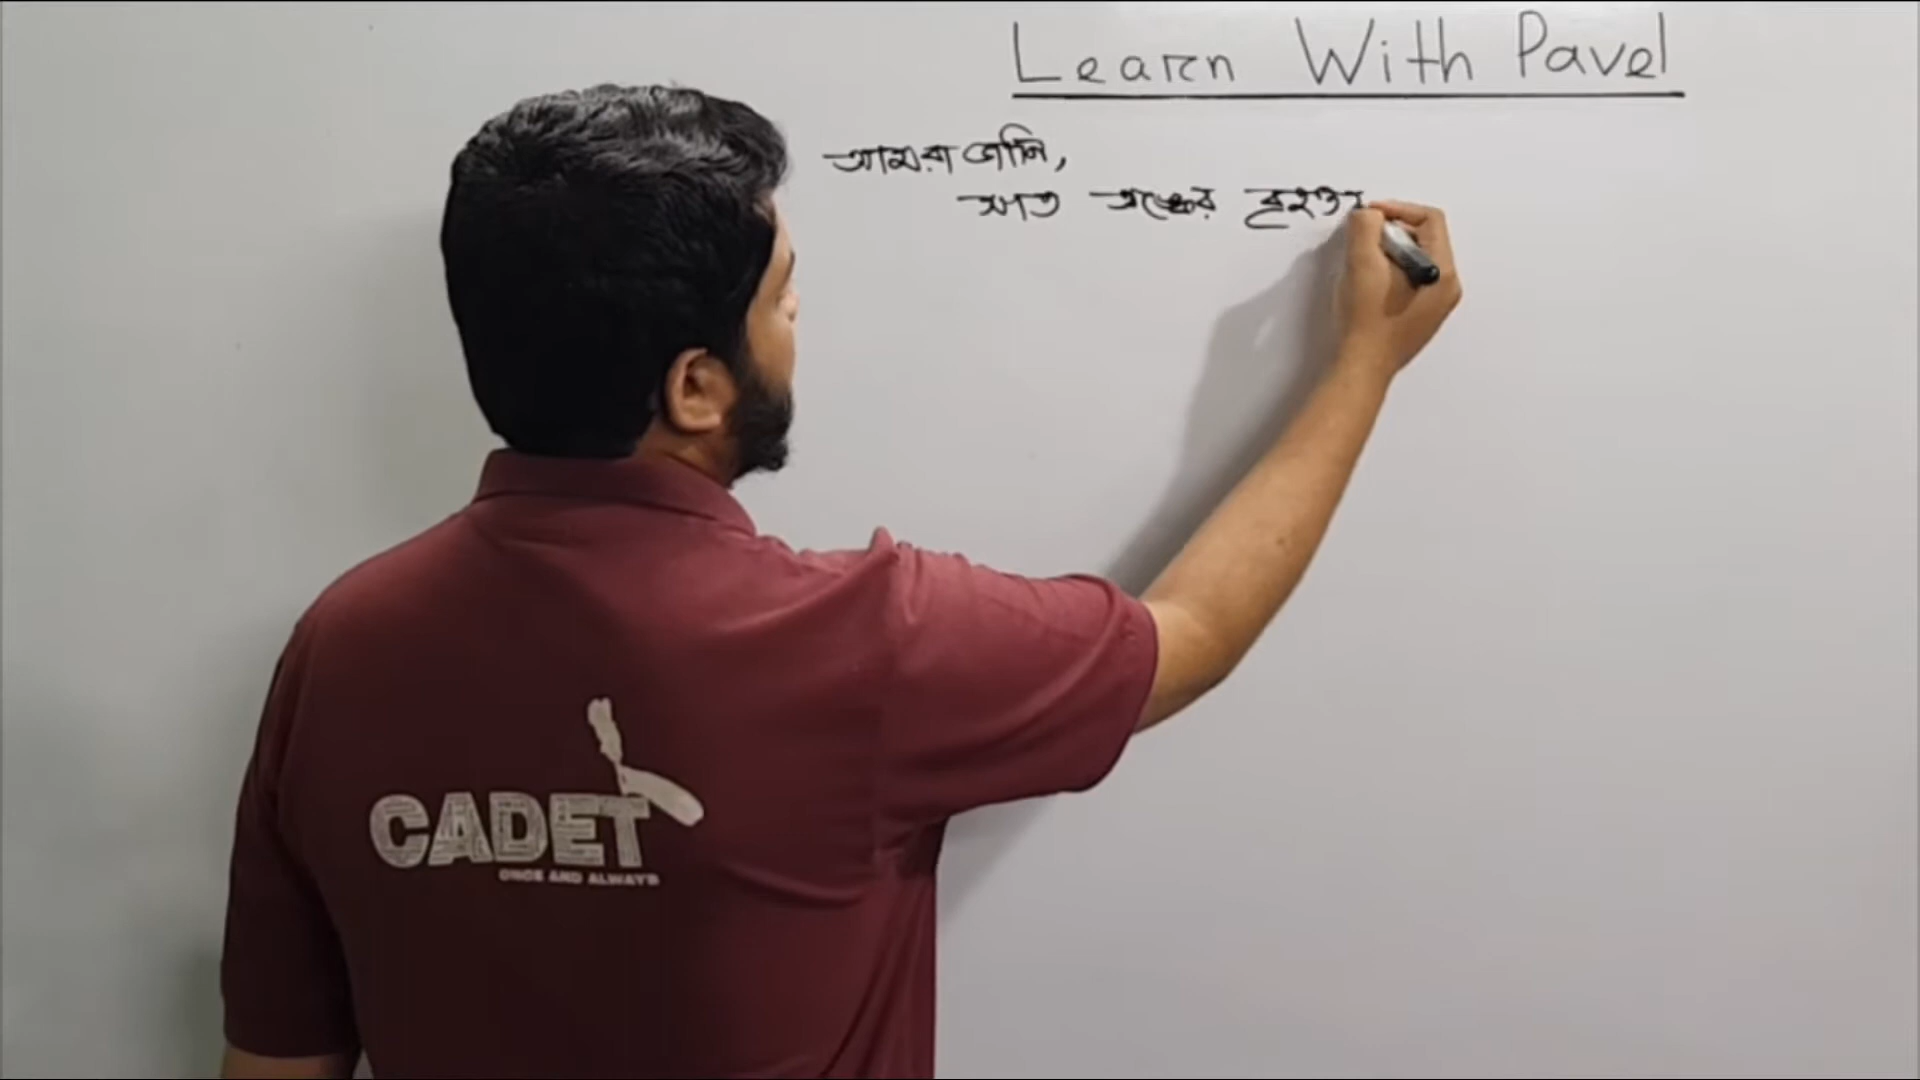 Learn With Pavel
আমরা জানি,
সাত অঙ্কের বৃহত্তম
CADET
ONCE AND ALWAYS